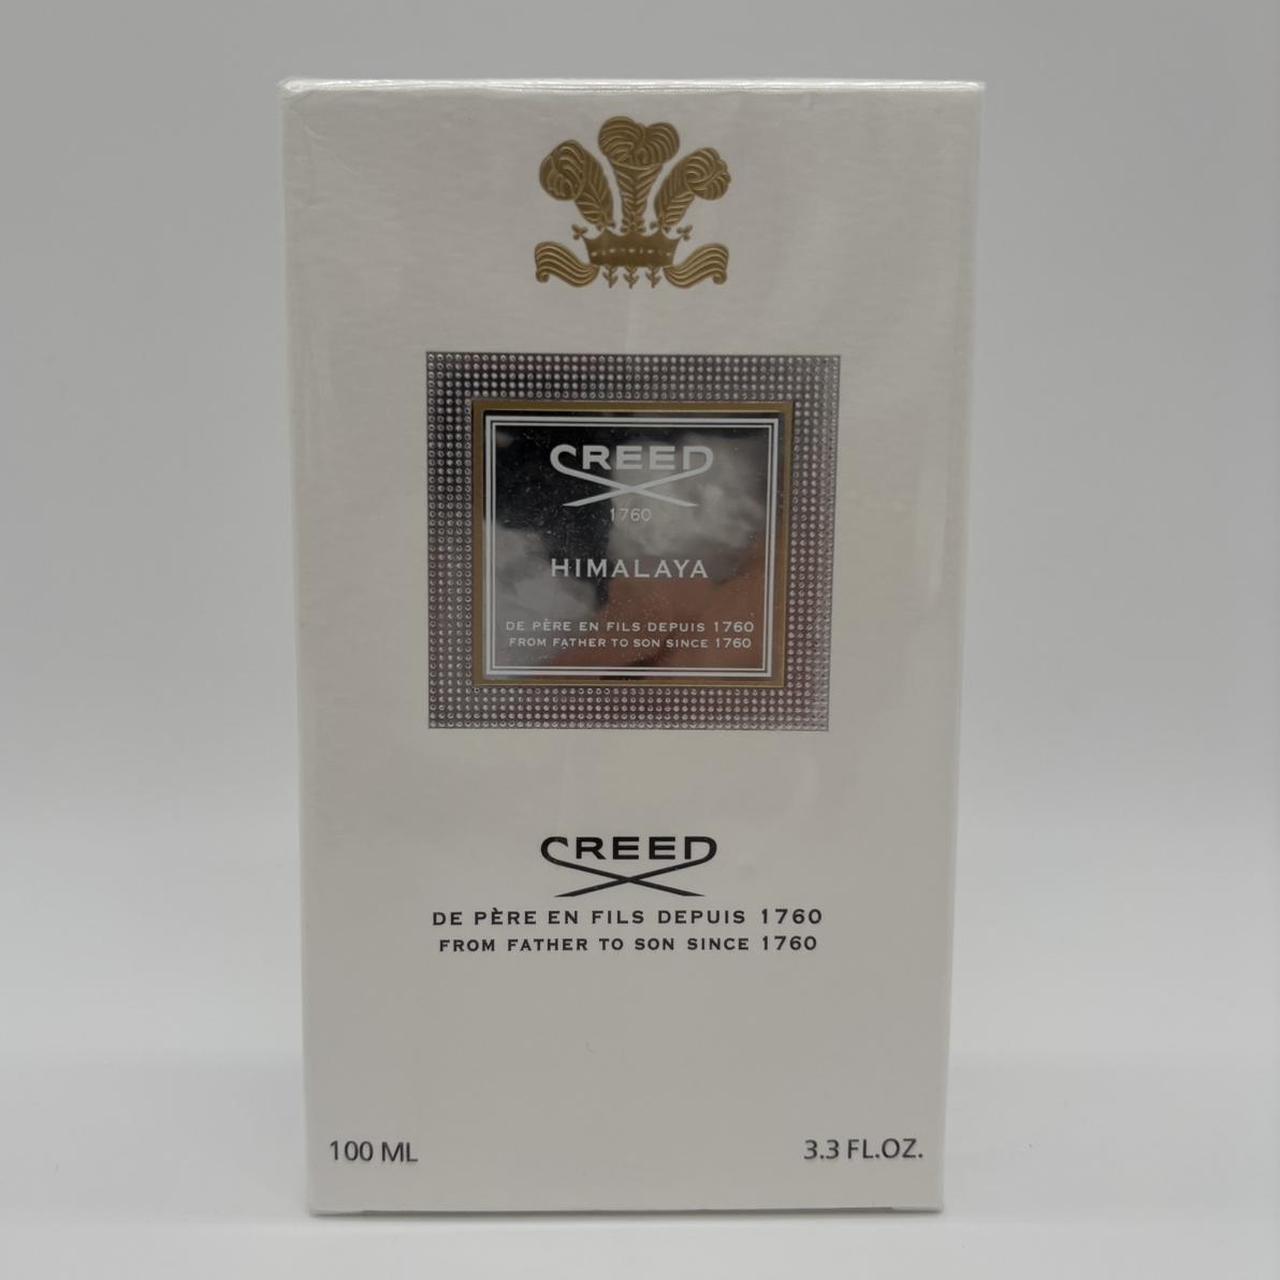 CREED
1760
HIMALAYA
DE PÈRE EN FILS DEPUIS 1760
FROM FATHER TO SON SINCE 1760
CREED
DE PÈRE EN FILS DEPUIS 1760
FROM FATHER TO SON SINCE 1760
100 ML
3.3 FL.OZ.